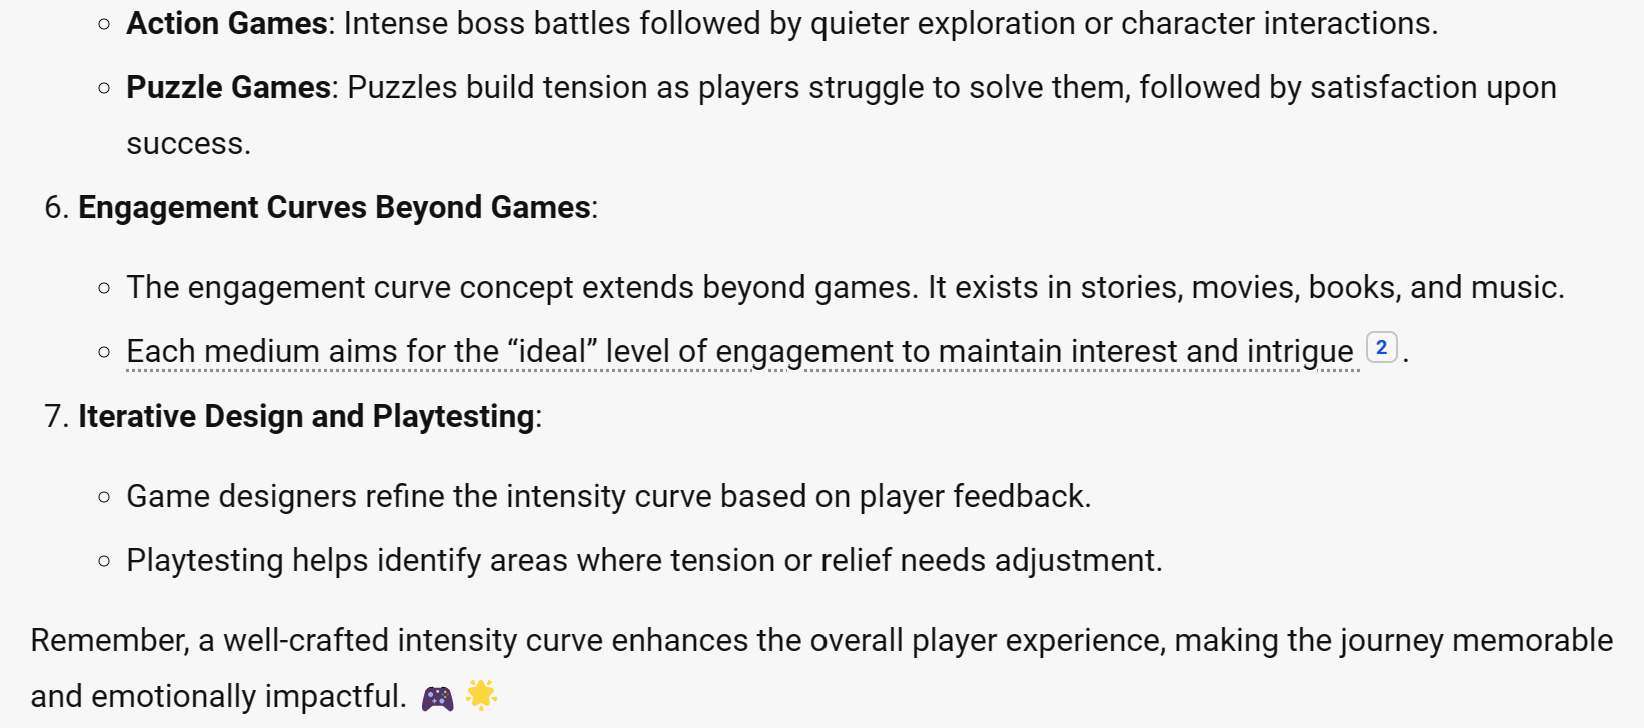 Action Games: Intense boss battles followed by quieter exploration or character interactions.
Puzzle Games: Puzzles build tension as players struggle to solve them, followed by satisfaction upon
success.
6. Engagement Curves Beyond Games:
The engagement curve concept extends beyond games. It exists in stories, movies, books, and music.
Each medium aims for the “ideal” level of engagement to maintain interest and intrigue 2 .
7. Iterative Design and Playtesting:
Game designers refine the intensity curve based on player feedback.
Playtesting helps identify areas where tension or relief needs adjustment.
Remember, a well-crafted intensity curve enhances the overall player experience, making the journey memorable
and emotionally impactful. 🎮 🌟